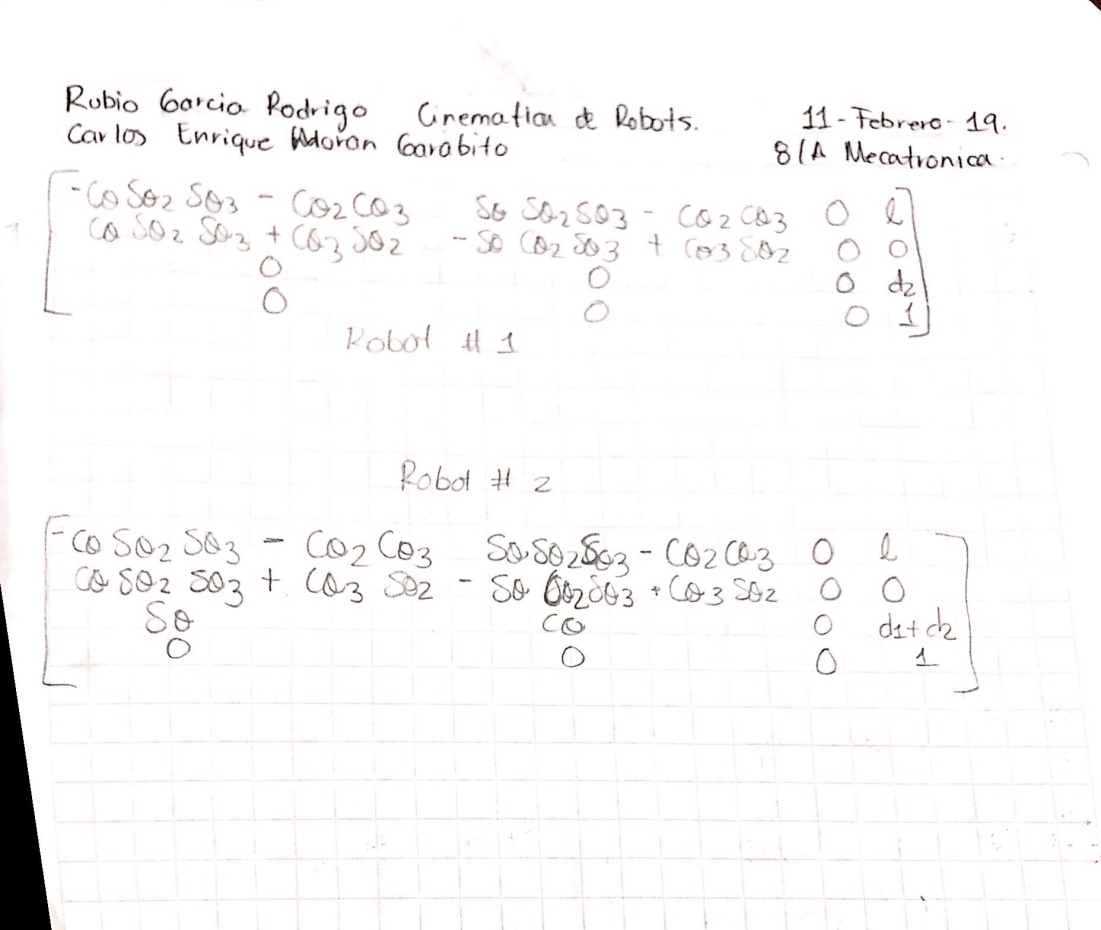 Rubio Garcia Rodrigo Cinematica de Robots. 11-Febrero-19.
Carlos Enrique Moran Garabito 8/A Mecatronica.
-Cθ Sθ2 Sθ3 - Cθ2 Cθ3 Sθ Sθ2 Sθ3 - Cθ2 Cθ3 0 l
Cθ Sθ2 Sθ3 + Cθ3 Sθ2 -Sθ Cθ2 Sθ3 + Cθ3 Sθ2 0 0
0 0 0 d2
0 0 0 1
Robot #1
Robot # 2
-Cθ Sθ2 Sθ3 - Cθ2 Cθ3 Sθ Sθ2 Sθ3 - Cθ2 Cθ3 0 l
Cθ Sθ2 Sθ3 + Cθ3 Sθ2 - Sθ Cθ2 Sθ3 + Cθ3 Sθ2 0 0
Sθ Cθ 0 d1+d2
0 0 0 1